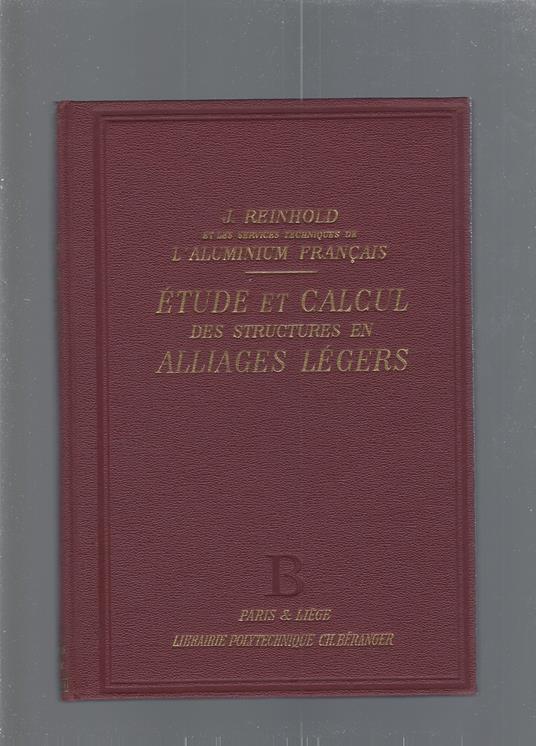 J. REINHOLD
ET LES SERVICES TECHNIQUES DE
L'ALUMINIUM FRANÇAIS
ÉTUDE ET CALCUL
DES STRUCTURES EN
ALLIAGES LÉGERS
B
PARIS & LIÈGE
LIBRAIRIE POLYTECHNIQUE CH. BÉRANGER